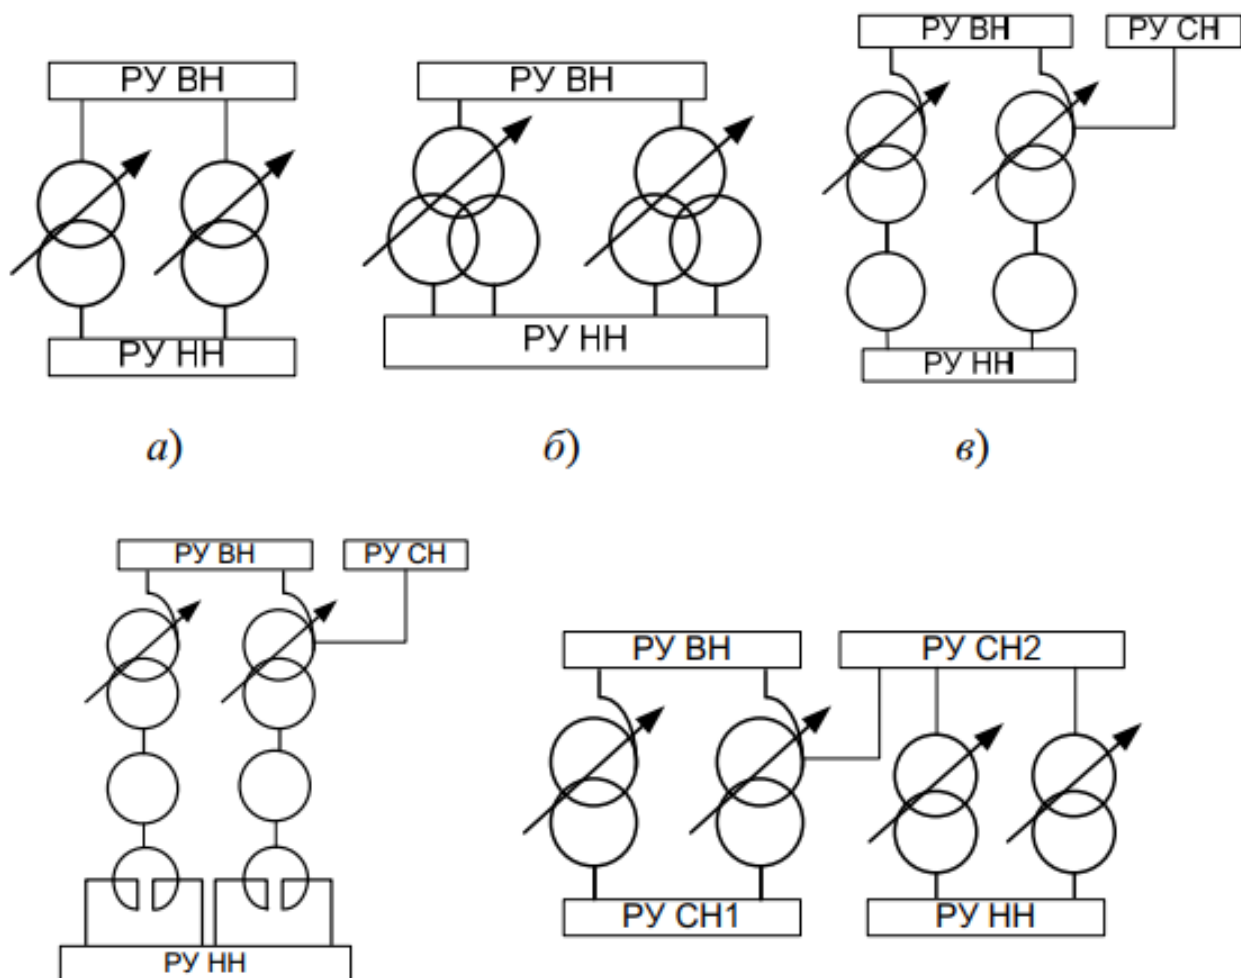 РУ ВН РУ СН
РУ ВН РУ ВН
РУ НН РУ НН РУ НН
а) б) в)
РУ ВН РУ СН
РУ ВН РУ СН2
РУ СН1 РУ НН
РУ НН